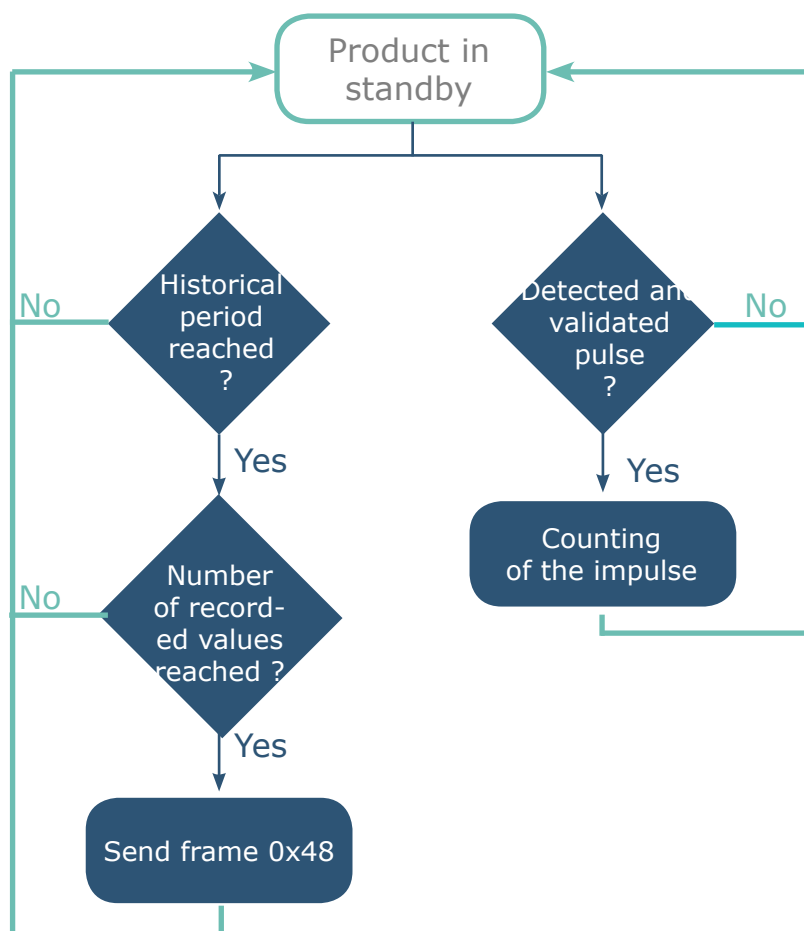 Product in
standby
Historical
period
reached
?
No
Yes
Number
of record-
ed values
reached ?
No
Yes
Send frame 0x48
Detected and
validated
pulse
?
No
Yes
Counting
of the impulse